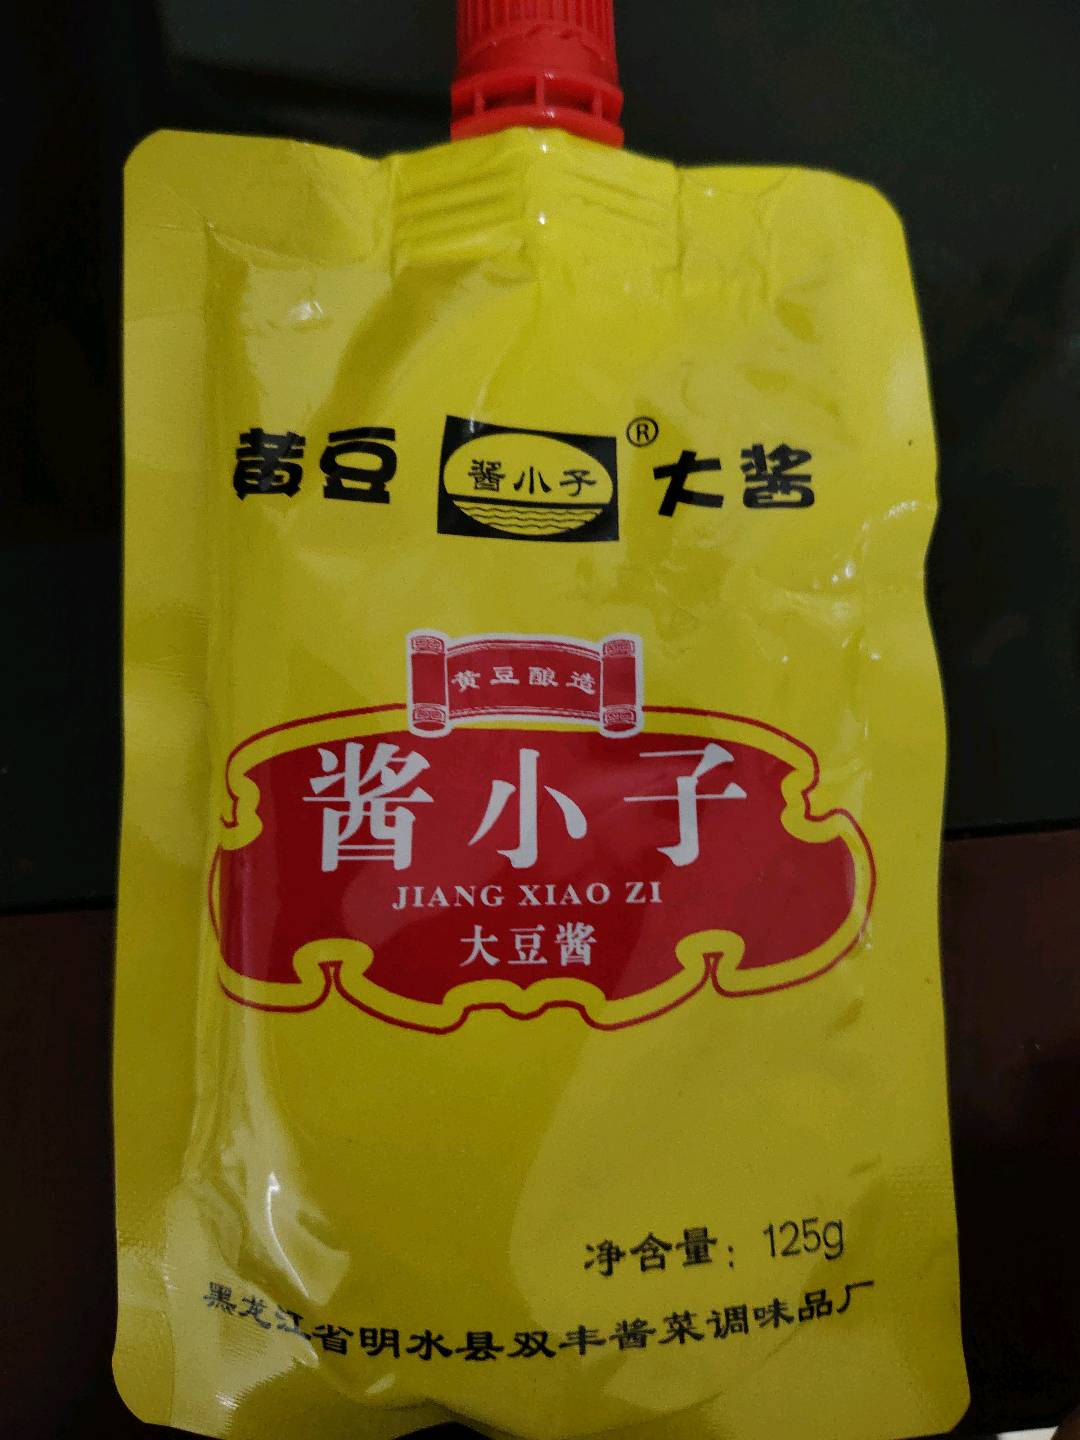 黄豆 酱小子 ® 大酱
黄豆酿造
酱小子
JIANG XIAO ZI
大豆酱
净含量：125g
黑龙江省明水县双丰酱菜调味品厂